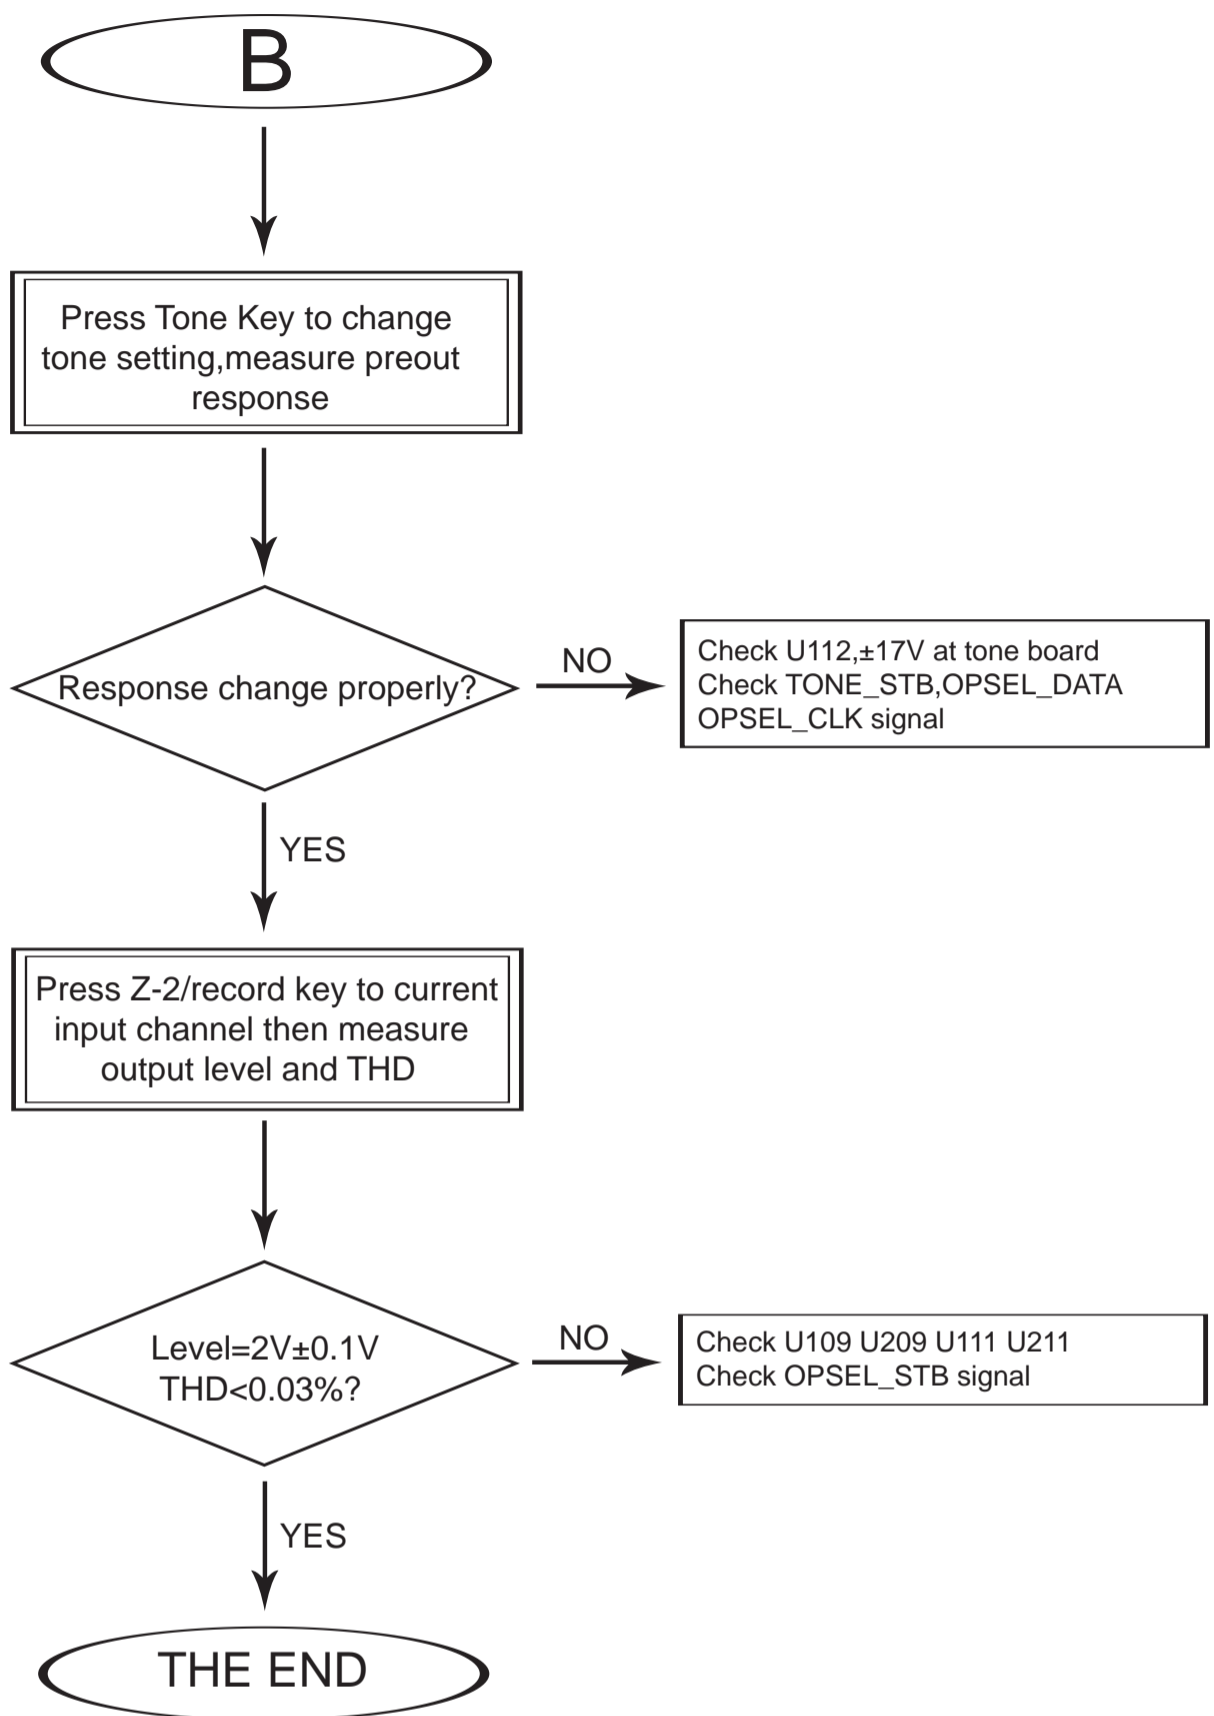 B
Press Tone Key to change
tone setting,measure preout
response
Response change properly?
NO
Check U112,±17V at tone board
Check TONE_STB,OPSEL_DATA
OPSEL_CLK signal
YES
Press Z-2/record key to current
input channel then measure
output level and THD
Level=2V±0.1V
THD<0.03%?
NO
Check U109 U209 U111 U211
Check OPSEL_STB signal
YES
THE END